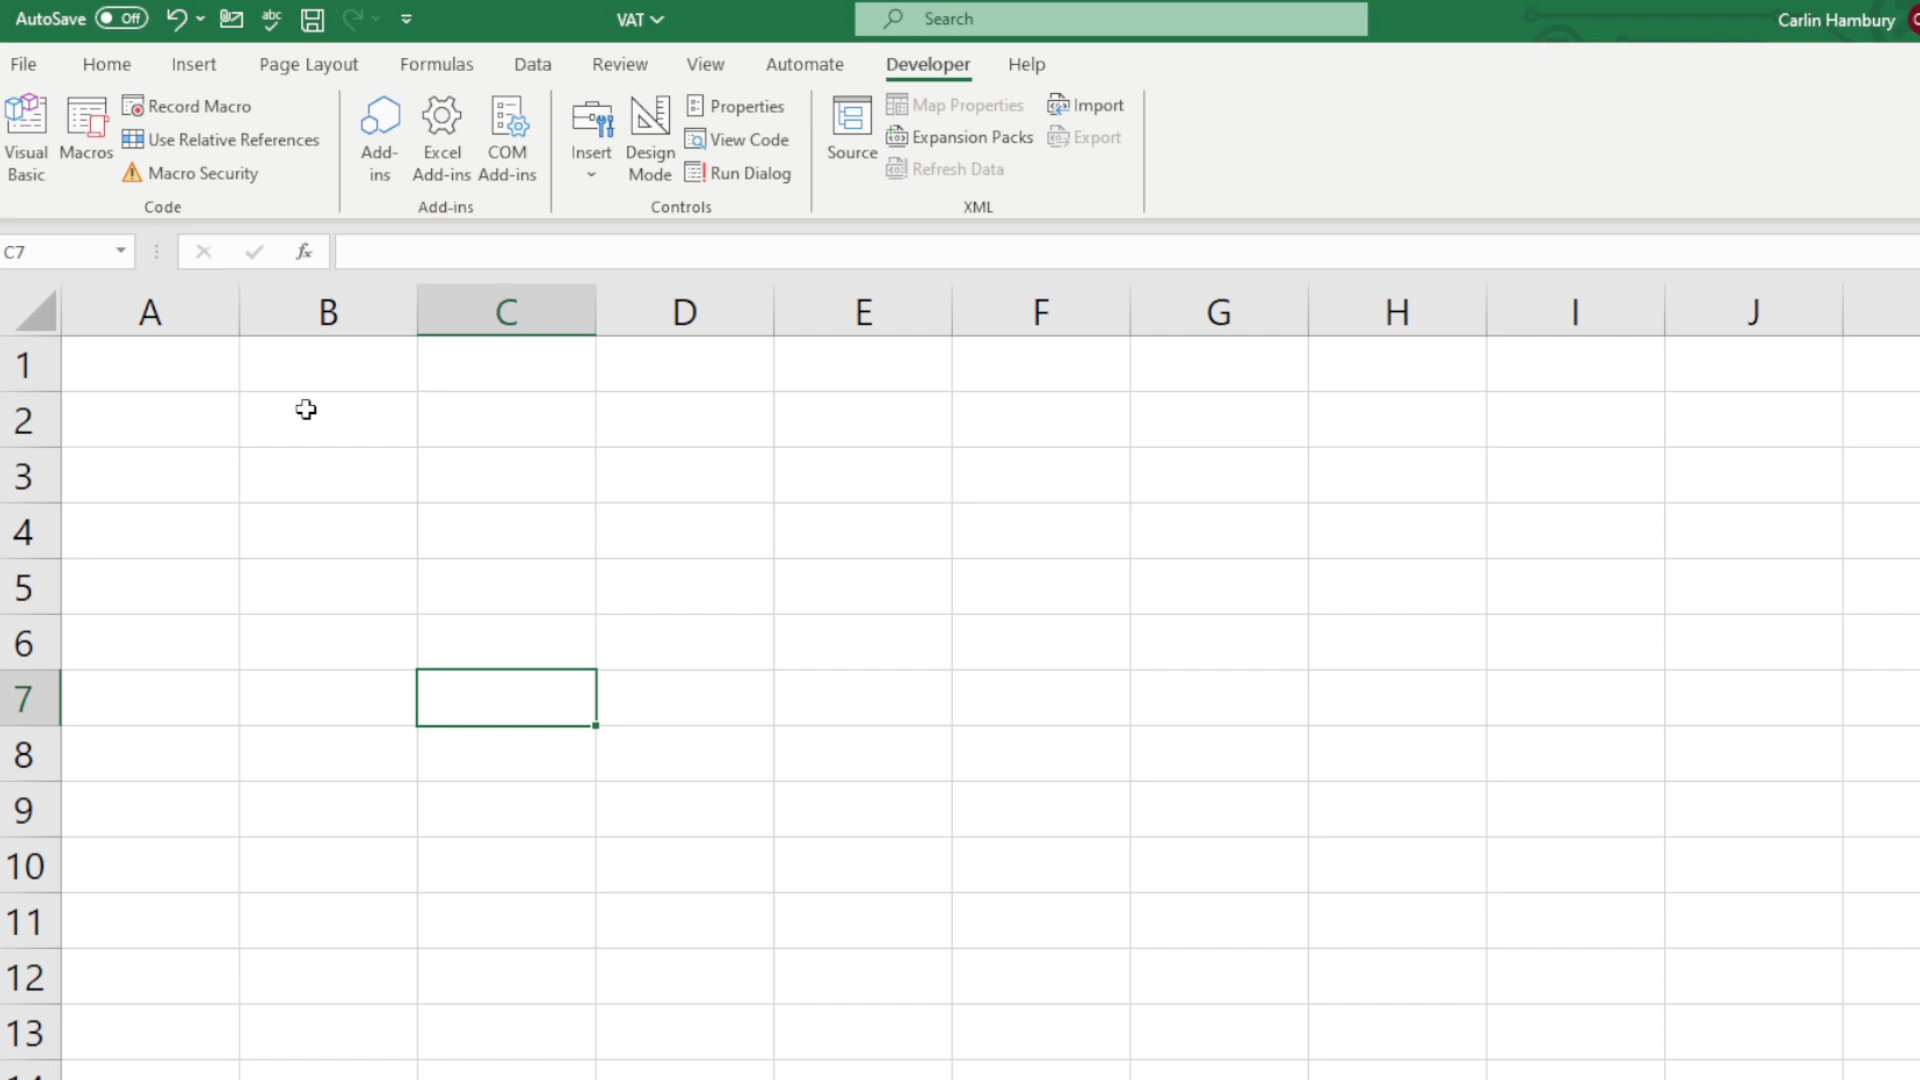 AutoSave Off abc VAT Search Carlin Hambury
File Home Insert Page Layout Formulas Data Review View Automate Developer Help
Visual Basic
Macros
Record Macro
Use Relative References
Macro Security
Code
Add-ins
Excel Add-ins
COM Add-ins
Add-ins
Insert
Design Mode
Properties
View Code
Run Dialog
Controls
Source
Map Properties
Expansion Packs
Refresh Data
Import
Export
XML
C7 fx
A B C D E F G H I J
1
2
3
4
5
6
7
8
9
10
11
12
13